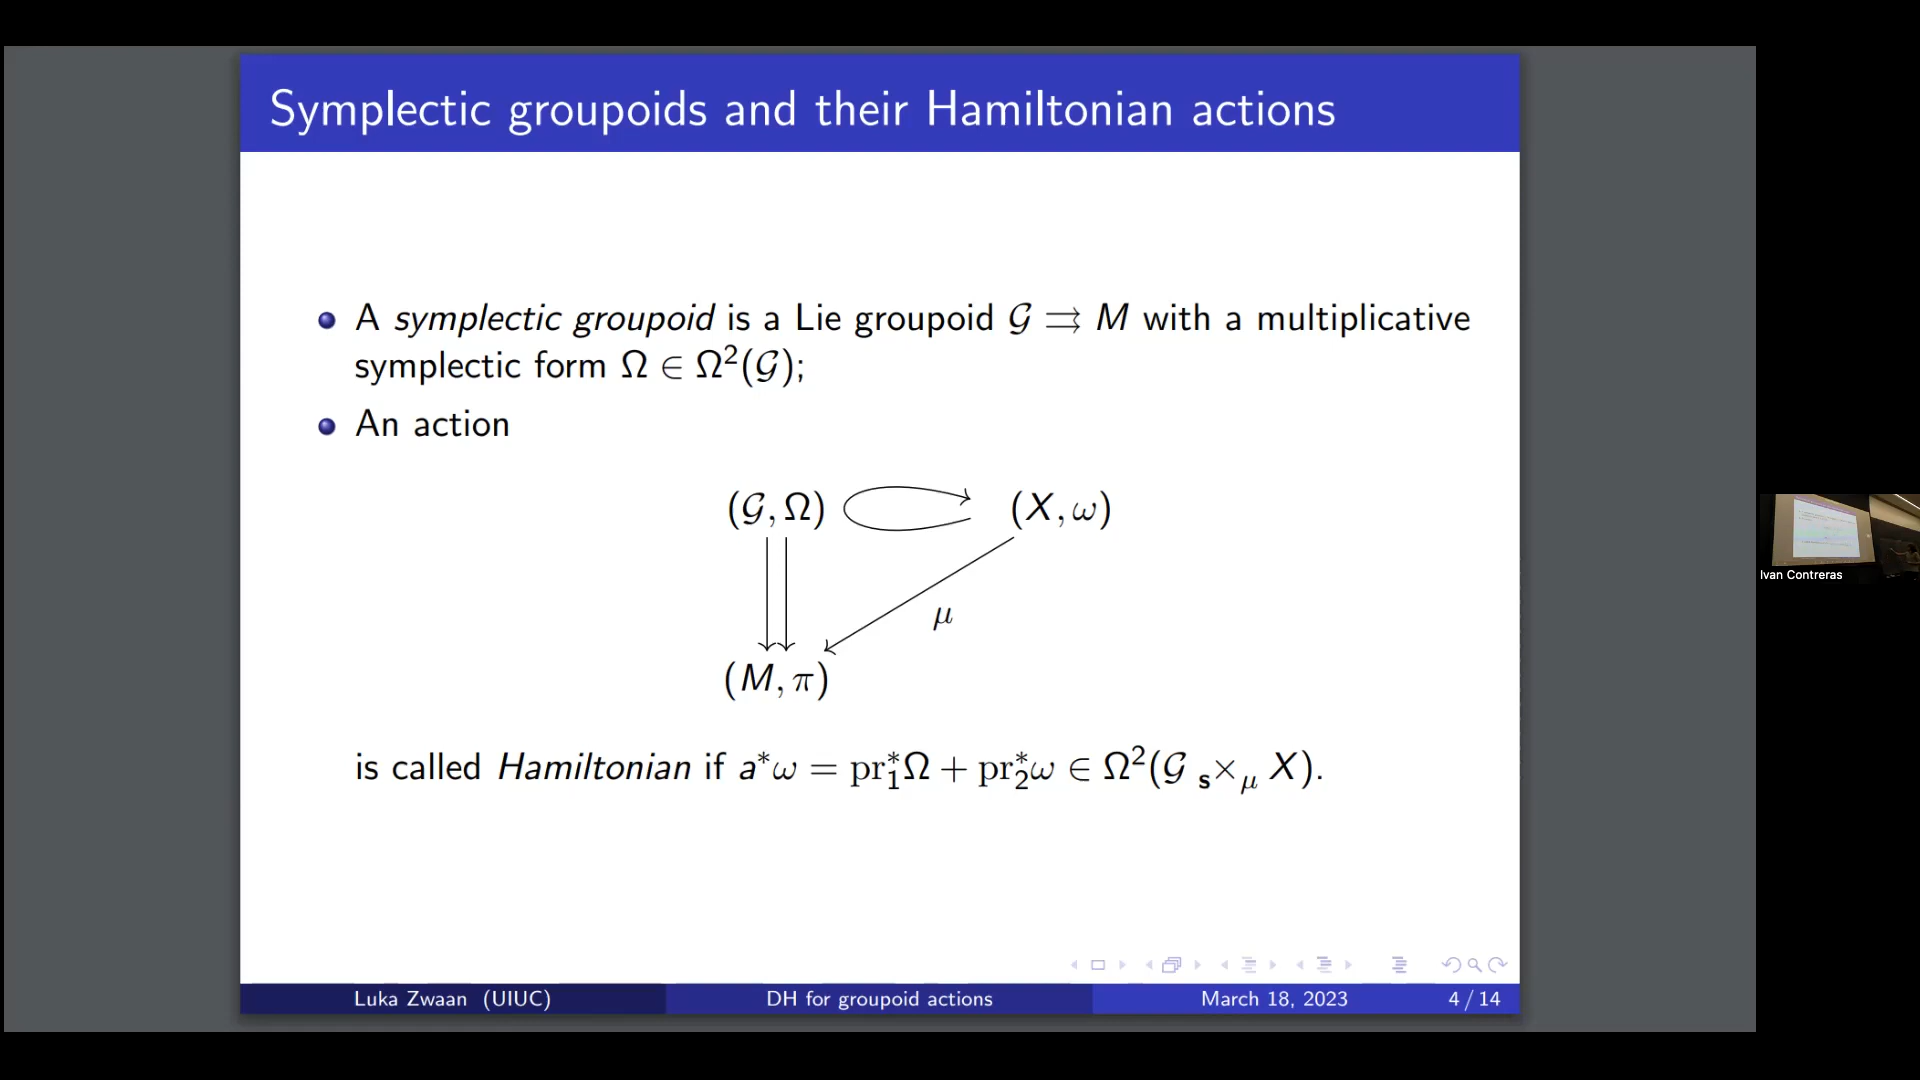 Symplectic groupoids and their Hamiltonian actions
A symplectic groupoid is a Lie groupoid 𝒢 ⇉ M with a multiplicative
symplectic form Ω ∈ Ω²(𝒢);
An action
(𝒢, Ω) (X, ω)
μ
(M, π)
is called Hamiltonian if a*ω = pr₁*Ω + pr₂*ω ∈ Ω²(𝒢 ₛ×_μ X).
Luka Zwaan (UIUC) DH for groupoid actions March 18, 2023 4 / 14
Ivan Contreras